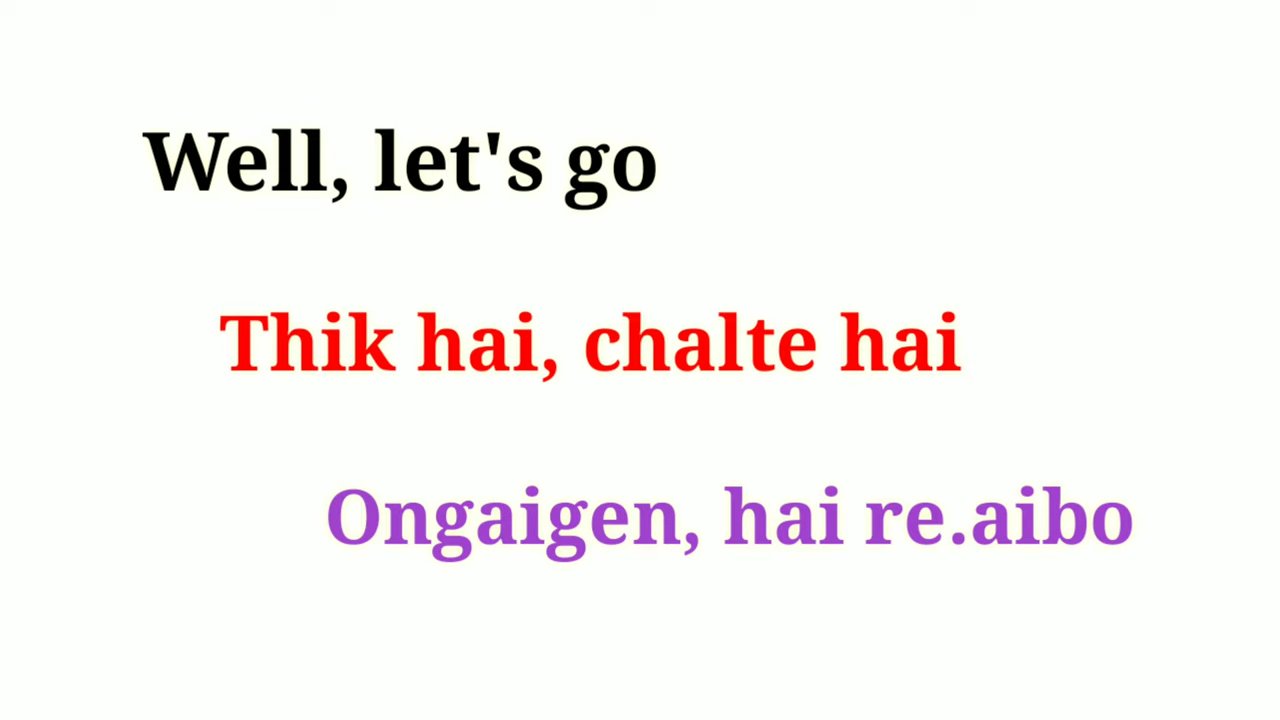 Well, let's go
Thik hai, chalte hai
Ongaigen, hai re.aibo